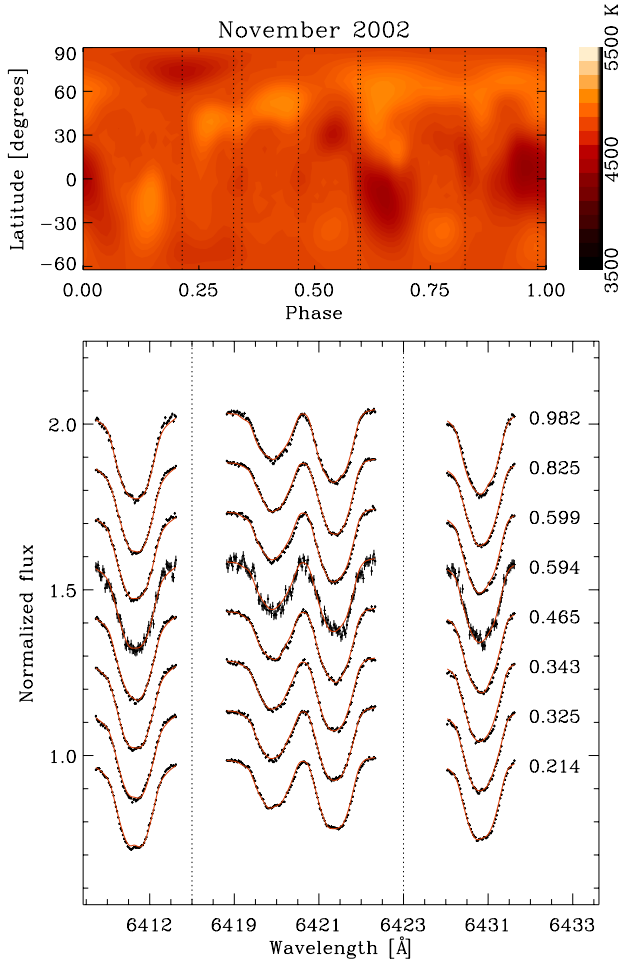 November 2002
90
60
30
0
−30
−60
Latitude [degrees]
0.00 0.25 0.50 0.75 1.00
Phase
5500 K
4500
3500
2.0
1.5
1.0
Normalized flux
0.982
0.825
0.599
0.594
0.465
0.343
0.325
0.214
6412 6419 6421 6423 6431 6433
Wavelength [Å]